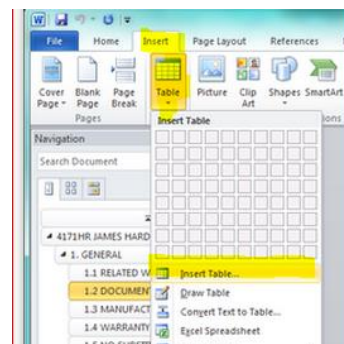 W
File Home Insert Page Layout References
Cover Page Blank Page Page Break Table Picture Clip Art Shapes SmartArt
Pages
Insert Table
Navigation
Search Document
4171HR JAMES HARD
1. GENERAL
1.1 RELATED W
1.2 DOCUMEN
1.3 MANUFACT
1.4 WARRANTY
Insert Table...
Draw Table
Convert Text to Table...
Excel Spreadsheet